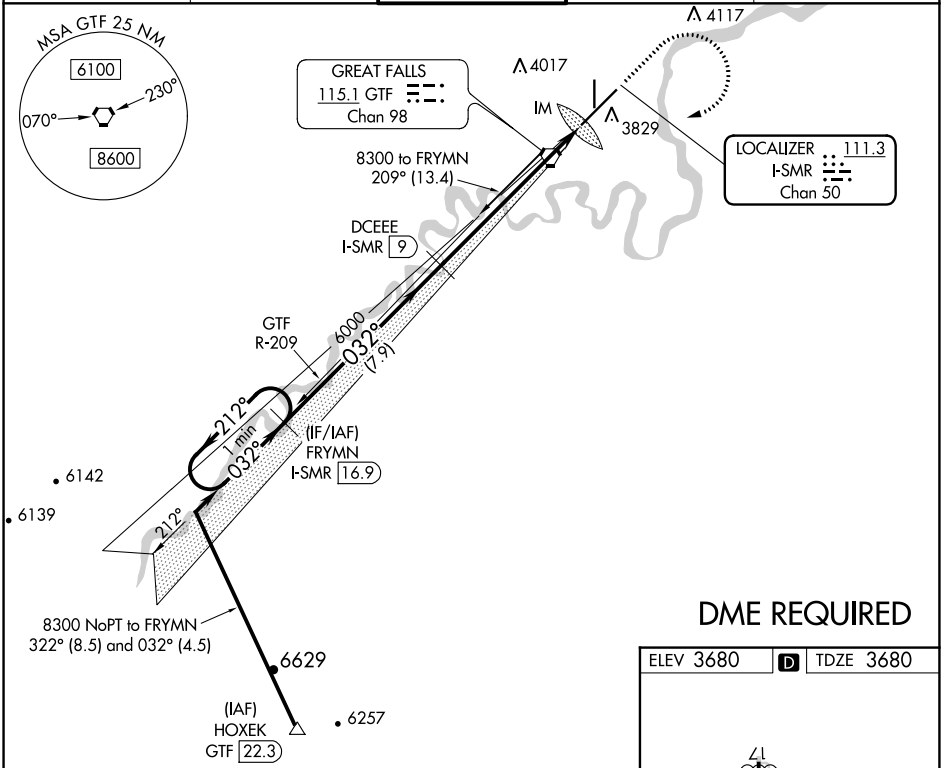 MSA GTF 25 NM
6100
230°
070°
8600
GREAT FALLS
115.1 GTF
Chan 98
4017
4117
IM
3829
LOCALIZER 111.3
I-SMR
Chan 50
8300 to FRYMN
209° (13.4)
DCEEE
I-SMR 9
GTF
R-209
6000
032°
(7.9)
212°
1 min
032°
(IF/IAF)
FRYMN
I-SMR 16.9
6142
6139
212°
8300 NoPT to FRYMN
322° (8.5) and 032° (4.5)
6629
(IAF)
HOXEK
GTF 22.3
6257
DME REQUIRED
ELEV 3680 D TDZE 3680
17